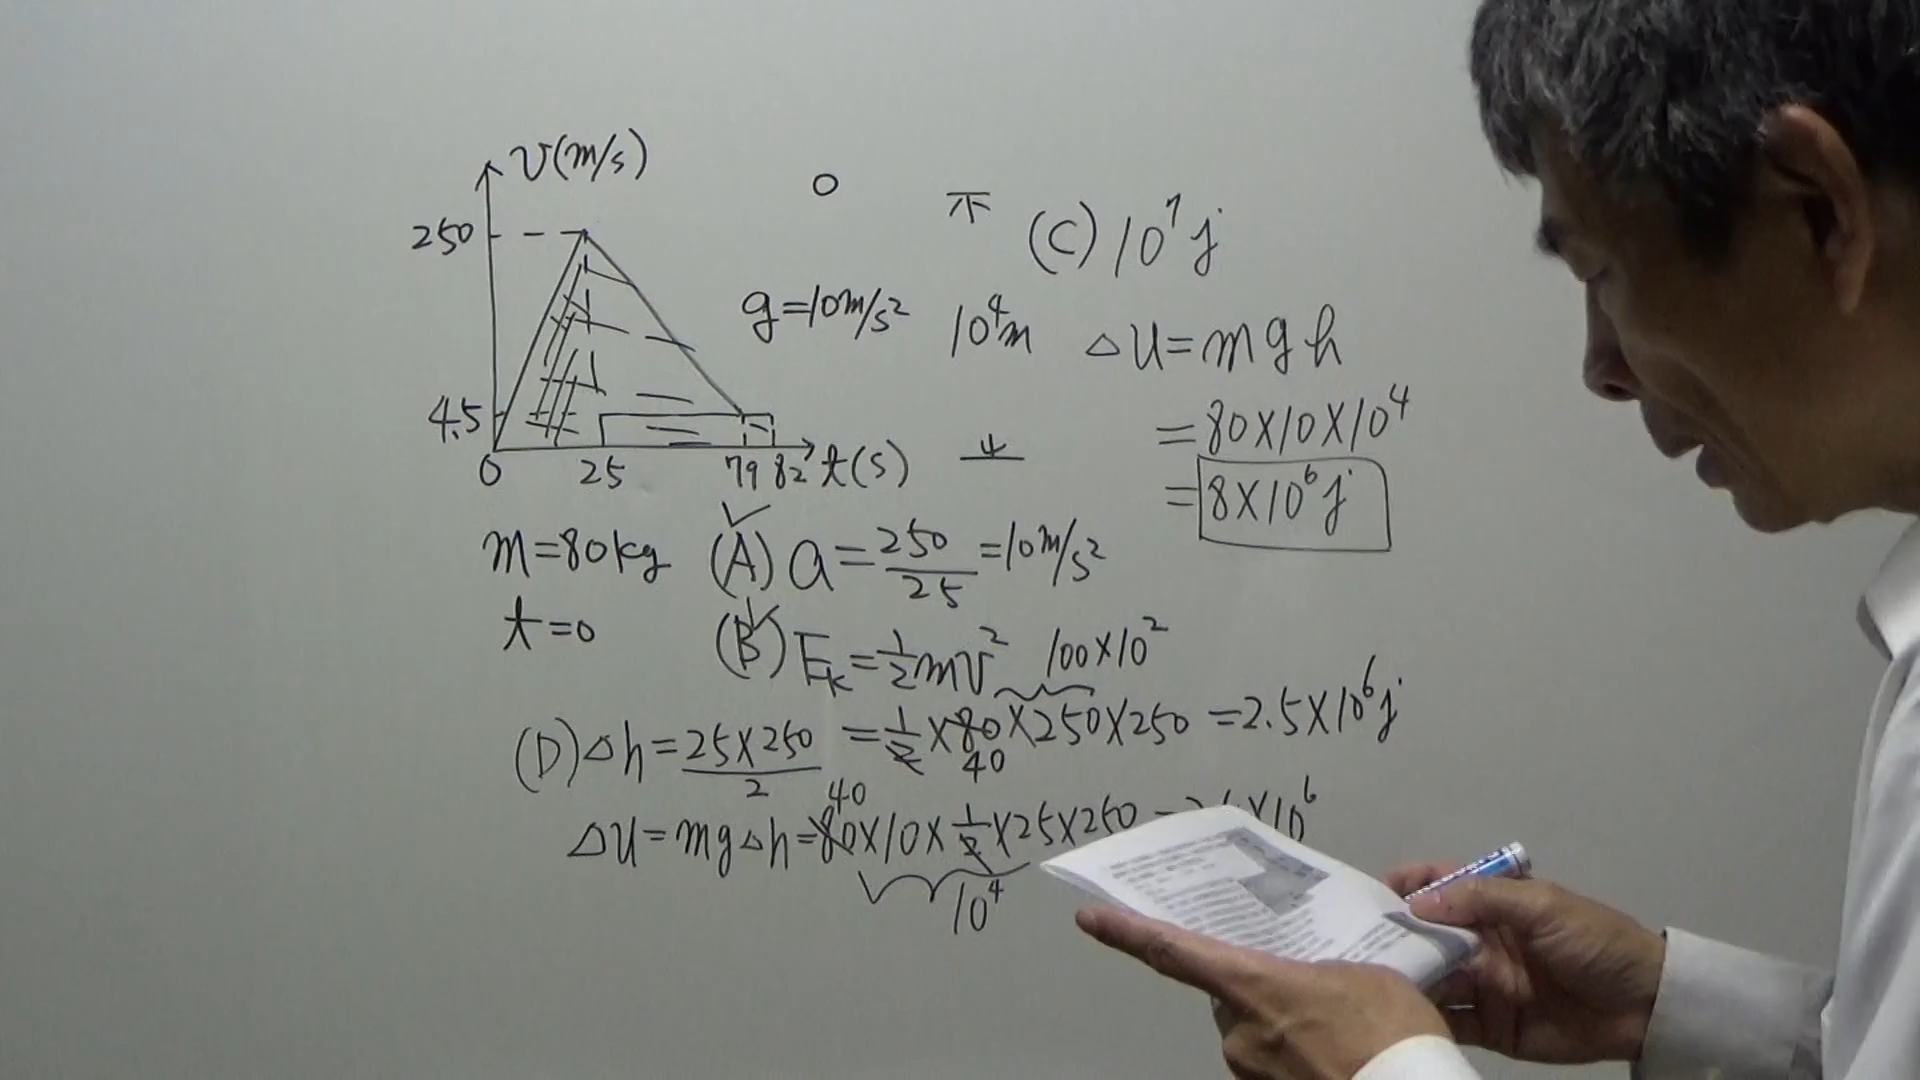 v(m/s)
250
4.5
0 25 79 82 t(s)
g=10m/s² 10⁴m
m=80kg
t=0
(A) a=250/25=10m/s²
(B) Eₖ=½mv² 100×10²
=½×80×250×250=2.5×10⁶j
40
(C) 10⁷j
ΔU=mgh
=80×10×10⁴
=8×10⁶j
(D) Δh=25×250/2
40
ΔU=mgΔh=80×10×½×25×250 ×10⁶
10⁴